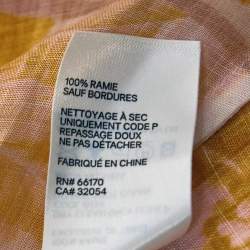 100% RAMIE
SAUF BORDURES
NETTOYAGE À SEC
UNIQUEMENT CODE P
REPASSAGE DOUX
NE PAS DÉTACHER
FABRIQUÉ EN CHINE
RN# 66170
CA# 32054